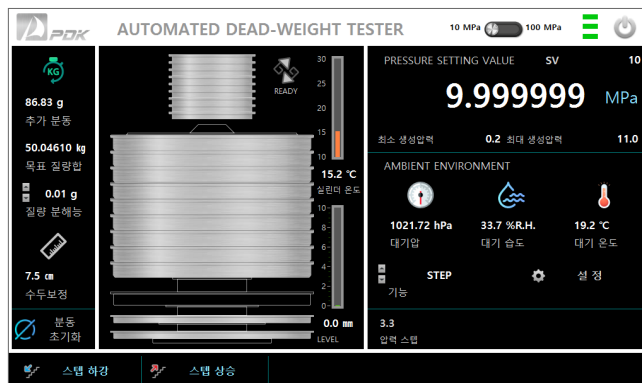 PDK
AUTOMATED DEAD-WEIGHT TESTER
10 MPa
100 MPa
KG
86.83 g
추가 분동
50.04610 kg
목표 질량합
0.01 g
질량 분해능
7.5 cm
수두보정
분동
초기화
READY
30
25
20
15
10
15.2 ℃
실린더 온도
10
8
6
4
2
0
0.0 mm
LEVEL
PRESSURE SETTING VALUE SV 10
9.999999 MPa
최소 생성압력 0.2 최대 생성압력 11.0
AMBIENT ENVIRONMENT
1021.72 hPa
대기압
33.7 %R.H.
대기 습도
19.2 ℃
대기 온도
STEP
기능
설 정
3.3
압력 스텝
스텝 하강
스텝 상승